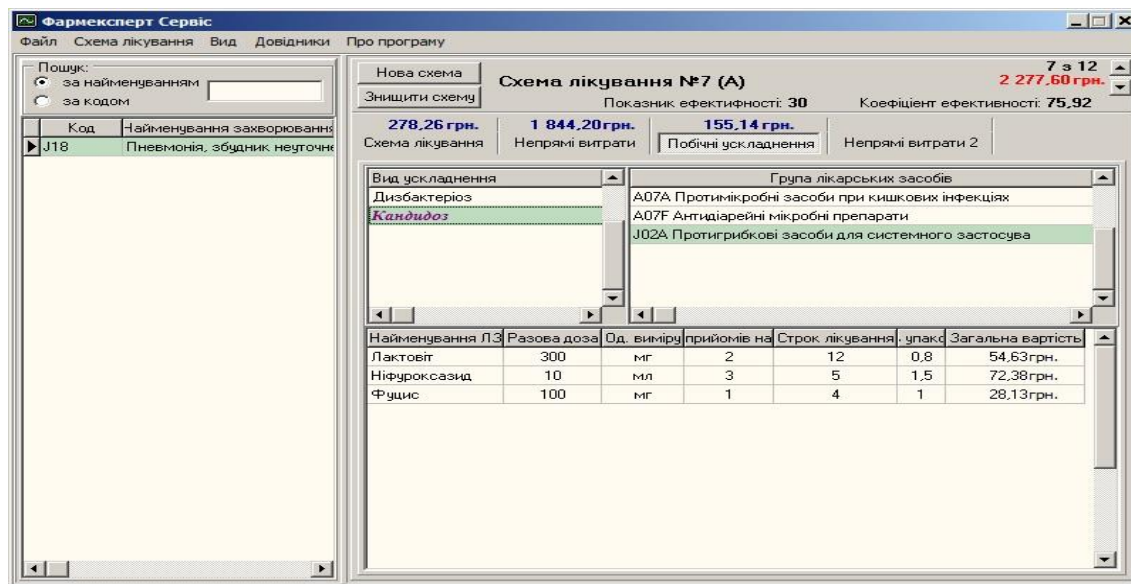 Фармексперт Сервіс
Файл Схема лікування Вид Довідники Про програму
Пошук:
за найменуванням
за кодом
Код Найменування захворювання
J18 Пневмонія, збудник неуточне
Нова схема
Знищити схему
Схема лікування №7 (А)
7 з 12
2 277,60 грн.
Показник ефектифності: 30 Коефіціент ефективності: 75,92
278,26 грн. 1 844,20 грн. 155,14 грн.
Схема лікування Непрямі витрати Побічні ускладнення Непрямі витрати 2
Вид ускладнення
Дизбактеріоз
Кандидоз
Група лікарських засобів
A07A Протимікробні засоби при кишкових інфекціях
A07F Антидіарейні мікробні препарати
J02A Протигрибкові засоби для системного застосува
Найменування ЛЗ Разова доза Од. виміру прийомів на Строк лікування . упако Загальна вартість
Лактовіт 300 мг 2 12 0,8 54,63грн.
Ніфуроксазид 10 мл 3 5 1,5 72,38грн.
Фуцис 100 мг 1 4 1 28,13грн.